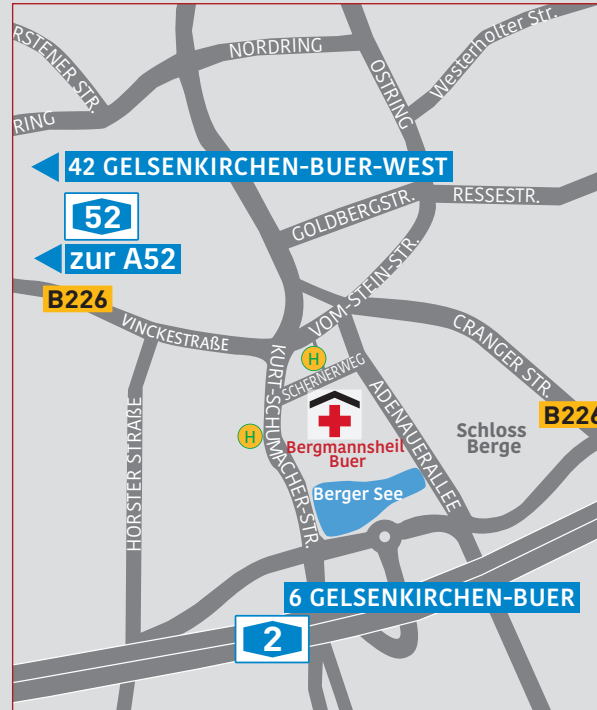 Westerholter Str.
NORDRING
RSTENER STR.
OSTRING
RING
42 GELSENKIRCHEN-BUER-WEST
52
RESSESTR.
GOLDBERGSTR.
zur A52
B226
VOM-STEIN-STR.
VINCKESTRAßE
CRANGER STR.
H
SCHERNERWEG
KURT-SCHUMACHER-STR.
ADENAUERALLEE
B226
HORSTER STRAßE
H
Schloss
Berge
Bergmannsheil
Buer
Berger See
6 GELSENKIRCHEN-BUER
2